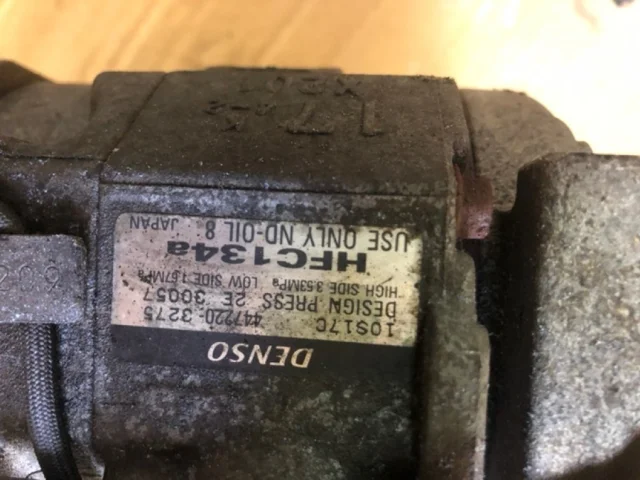 DENSO
447220-3275
10S17C
DESIGN PRESS 2E 30057
HIGH SIDE 3.53MPa LOW SIDE 1.67MPa
HFC134a
USE ONLY ND-OIL 8 JAPAN